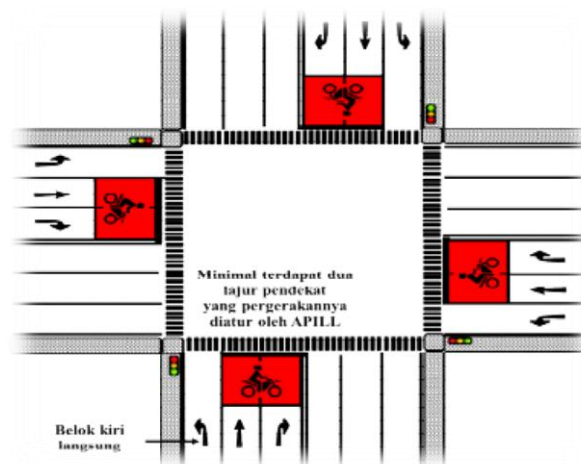 Minimal terdapat dua
lajur pendekat
yang pergerakannya
diatur oleh APILL
Belok kiri
langsung